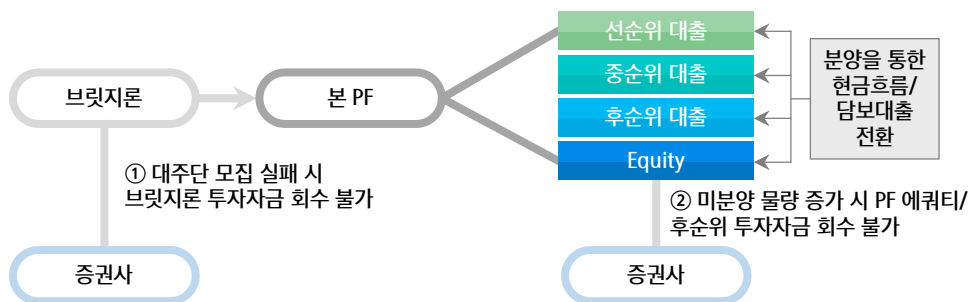 브릿지론
본 PF
선순위 대출
중순위 대출
후순위 대출
Equity
분양을 통한
현금흐름/
담보대출
전환
① 대주단 모집 실패 시
브릿지론 투자자금 회수 불가
② 미분양 물량 증가 시 PF 에쿼티/
후순위 투자자금 회수 불가
증권사
증권사